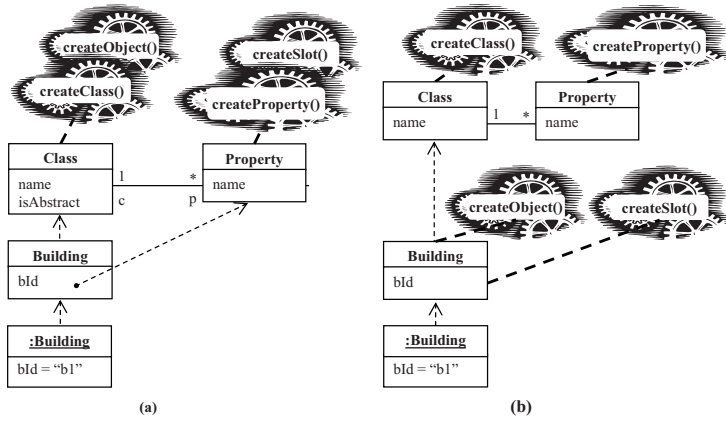 createObject()
createClass()
createSlot()
createProperty()
Class
name
isAbstract
1
c
*
p
Property
name
Building
bId
:Building
bId = “b1”
(a)
createClass()
createProperty()
Class
name
1
*
Property
name
createObject()
createSlot()
Building
bId
:Building
bId = “b1”
(b)